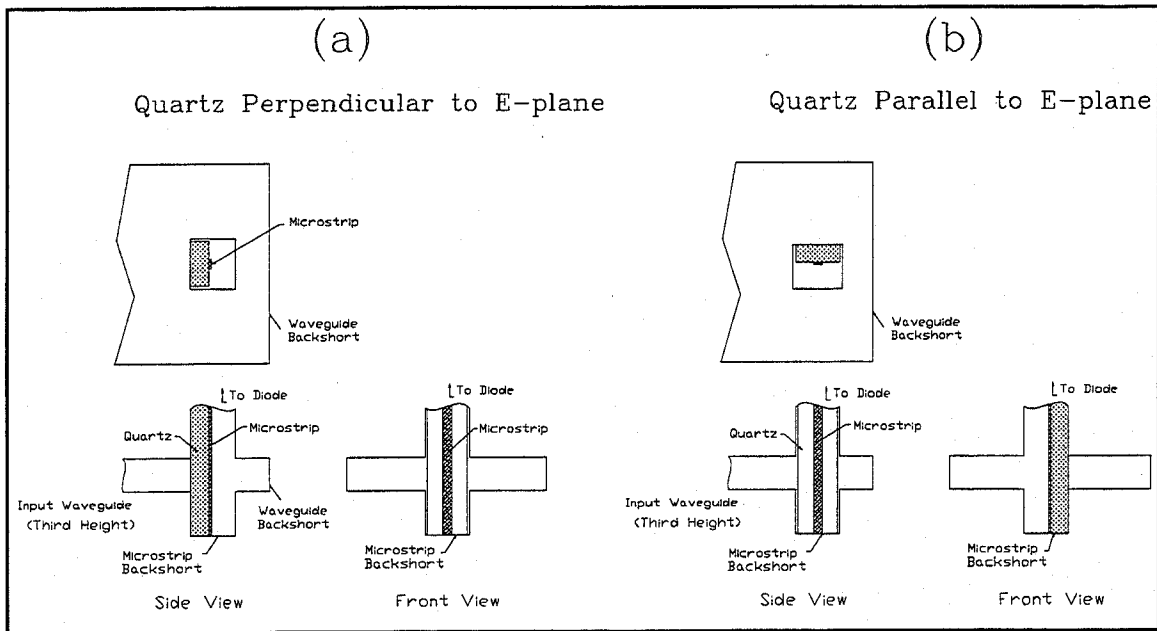 (a)
Quartz Perpendicular to E-plane
Microstrip
Waveguide
Backshort
To Diode
Quartz
Microstrip
Input Waveguide
(Third Height)
Waveguide
Backshort
Microstrip
Backshort
Side View
To Diode
Microstrip
Microstrip
Backshort
Front View
(b)
Quartz Parallel to E-plane
Waveguide
Backshort
To Diode
Quartz
Microstrip
Input Waveguide
(Third Height)
Microstrip
Backshort
Side View
To Diode
Microstrip
Backshort
Front View